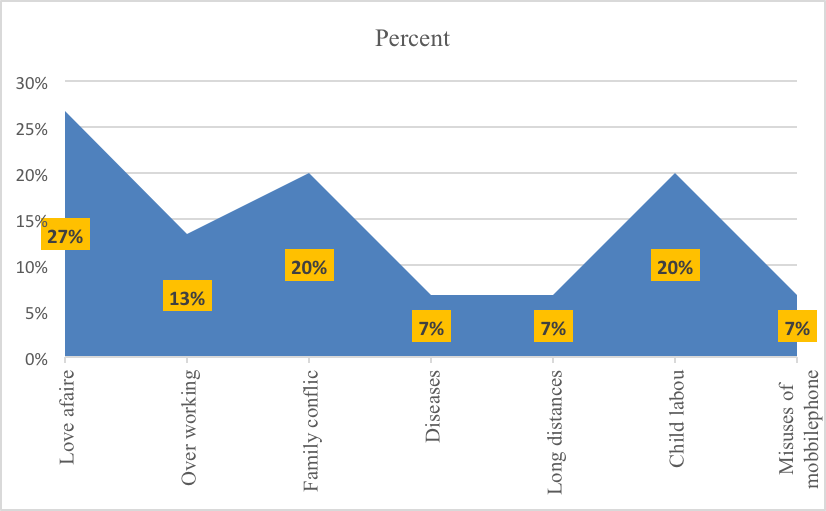 Percent
30%
25%
20%
15%
10%
5%
0%
27%
13%
20%
7%
7%
20%
7%
Love afaire
Over working
Family conflic
Diseases
Long distances
Child labou
Misuses of
mobbilephone